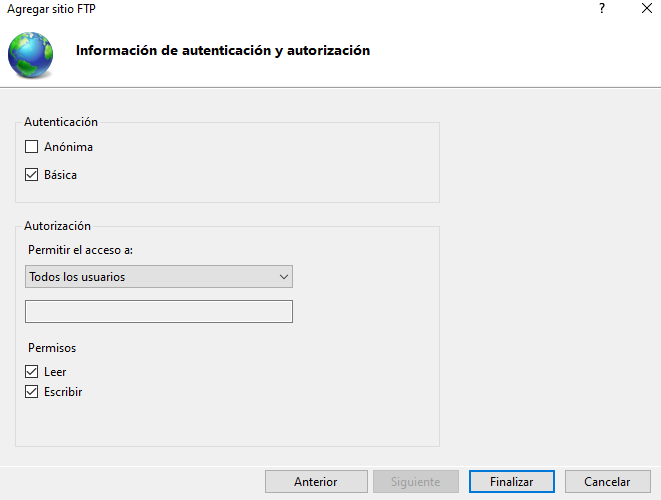 Agregar sitio FTP
?
Información de autenticación y autorización
Autenticación
Anónima
Básica
Autorización
Permitir el acceso a:
Todos los usuarios
Permisos
Leer
Escribir
Anterior Siguiente Finalizar Cancelar